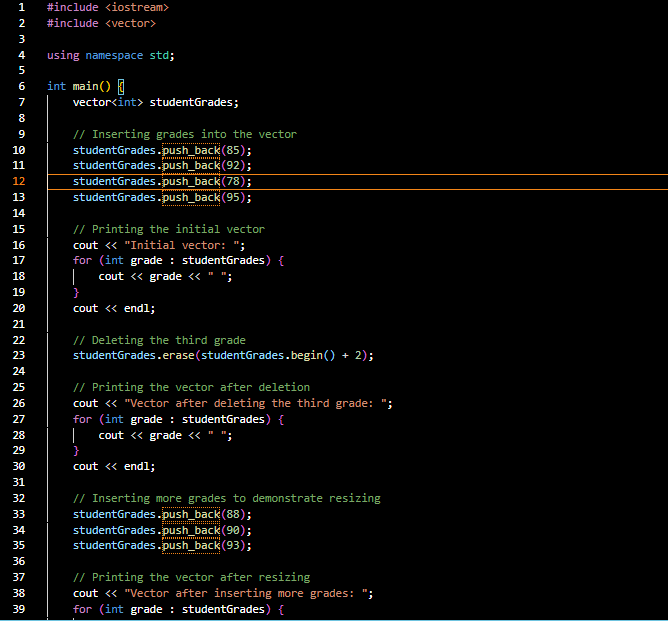 1 #include <iostream>
2 #include <vector>
3
4 using namespace std;
5
6 int main() {
7     vector<int> studentGrades;
8
9     // Inserting grades into the vector
10     studentGrades.push_back(85);
11     studentGrades.push_back(92);
12     studentGrades.push_back(78);
13     studentGrades.push_back(95);
14
15     // Printing the initial vector
16     cout << "Initial vector: ";
17     for (int grade : studentGrades) {
18         cout << grade << " ";
19     }
20     cout << endl;
21
22     // Deleting the third grade
23     studentGrades.erase(studentGrades.begin() + 2);
24
25     // Printing the vector after deletion
26     cout << "Vector after deleting the third grade: ";
27     for (int grade : studentGrades) {
28         cout << grade << " ";
29     }
30     cout << endl;
31
32     // Inserting more grades to demonstrate resizing
33     studentGrades.push_back(88);
34     studentGrades.push_back(90);
35     studentGrades.push_back(93);
36
37     // Printing the vector after resizing
38     cout << "Vector after inserting more grades: ";
39     for (int grade : studentGrades) {